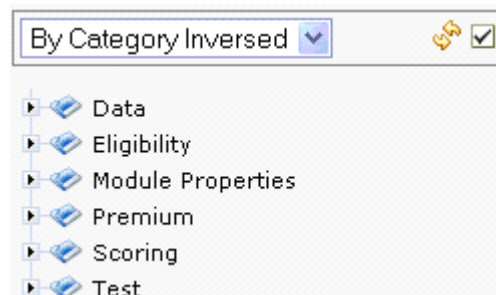 By Category Inversed
Data
Eligibility
Module Properties
Premium
Scoring
Test